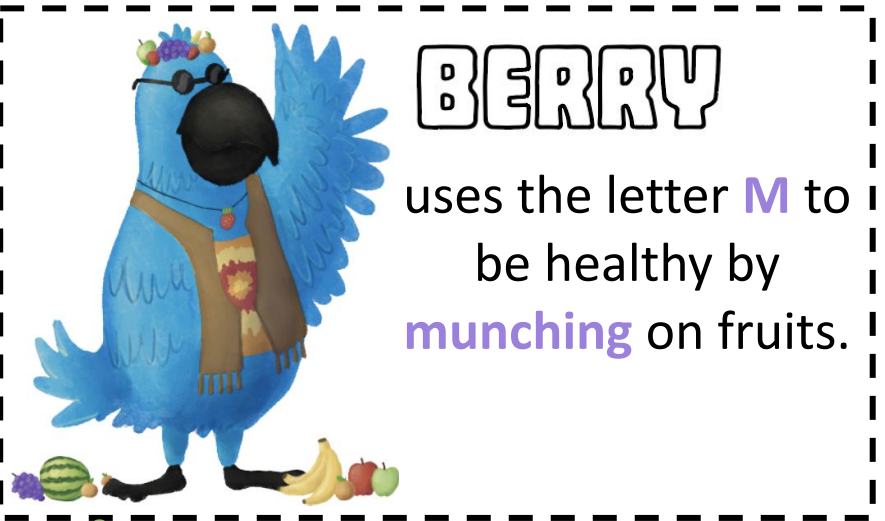 BERRY
uses the letter M to
be healthy by
munching on fruits.